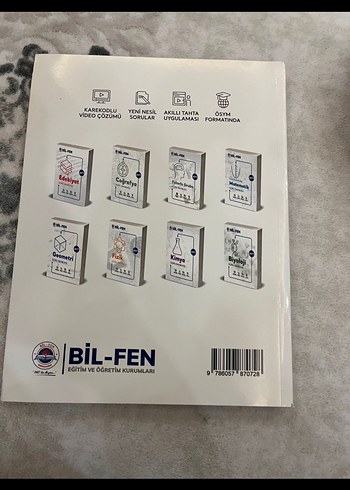 KAREKODLU
VİDEO ÇÖZÜMÜ
YENİ NESİL
SORULAR
AKILLI TAHTA
UYGULAMASI
ÖSYM
FORMATINDA
BİL-FEN
Edebiyat
BİL-FEN
Coğrafya
BİL-FEN
BİL-FEN
Matematik
BİL-FEN
Geometri
BİL-FEN
Fizik
BİL-FEN
Kimya
BİL-FEN
Biyoloji
BİL-FEN
EĞİTİM VE ÖĞRETİM KURUMLARI
9 786057 870728